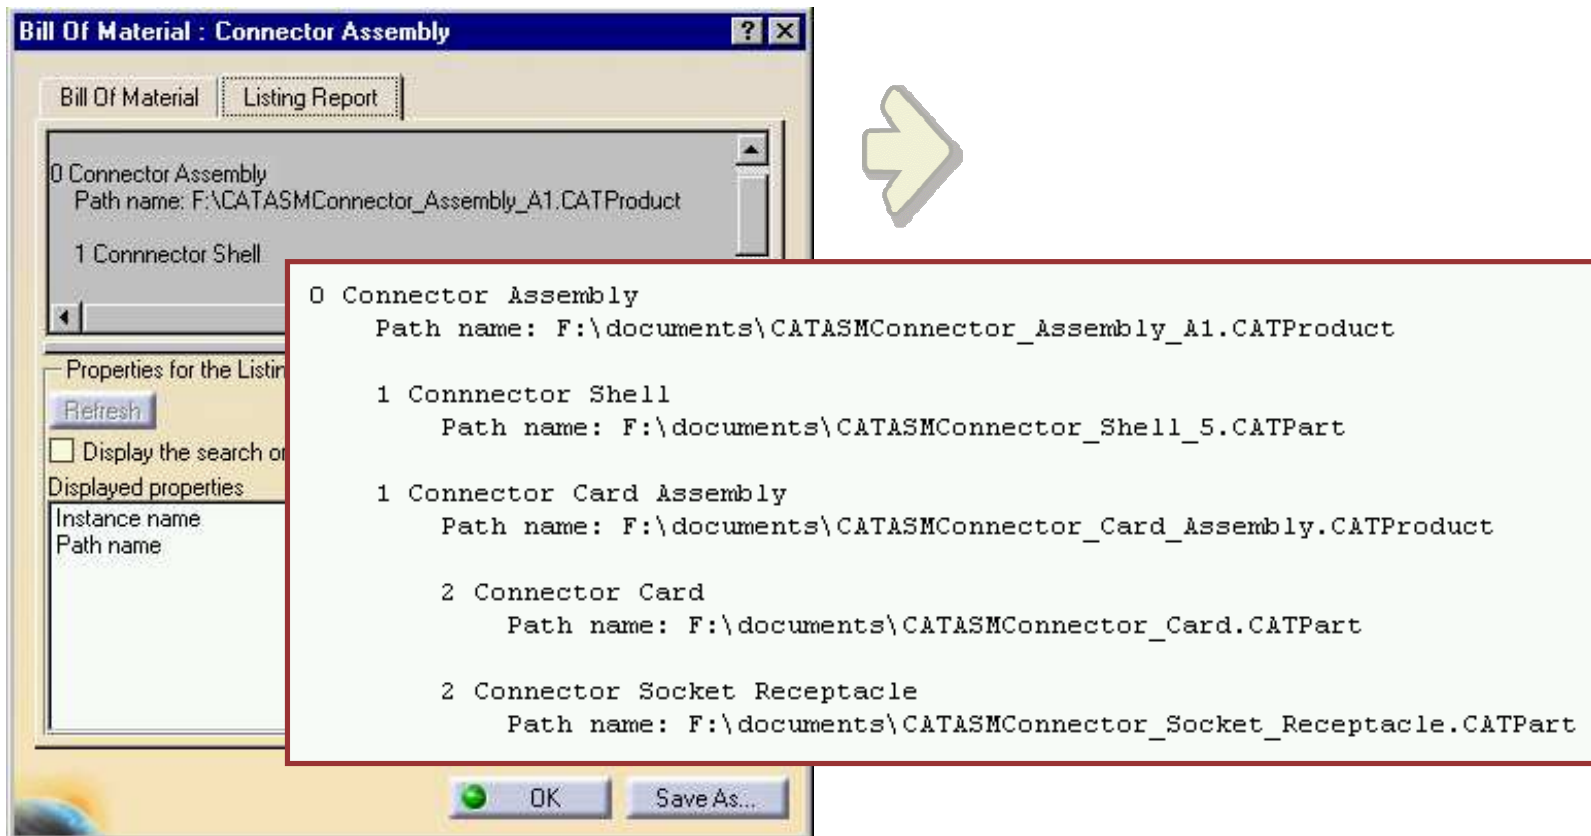 Bill Of Material : Connector Assembly
Bill Of Material
Listing Report
0 Connector Assembly
Path name: F:\CATASMConnector_Assembly_A1.CATProduct
1 Connnector Shell
Properties for the Listin
Refresh
Display the search or
Displayed properties
Instance name
Path name
0 Connector Assembly
Path name: F:\documents\CATASMConnector_Assembly_A1.CATProduct
1 Connnector Shell
Path name: F:\documents\CATASMConnector_Shell_5.CATPart
1 Connector Card Assembly
Path name: F:\documents\CATASMConnector_Card_Assembly.CATProduct
2 Connector Card
Path name: F:\documents\CATASMConnector_Card.CATPart
2 Connector Socket Receptacle
Path name: F:\documents\CATASMConnector_Socket_Receptacle.CATPart
OK
Save As...